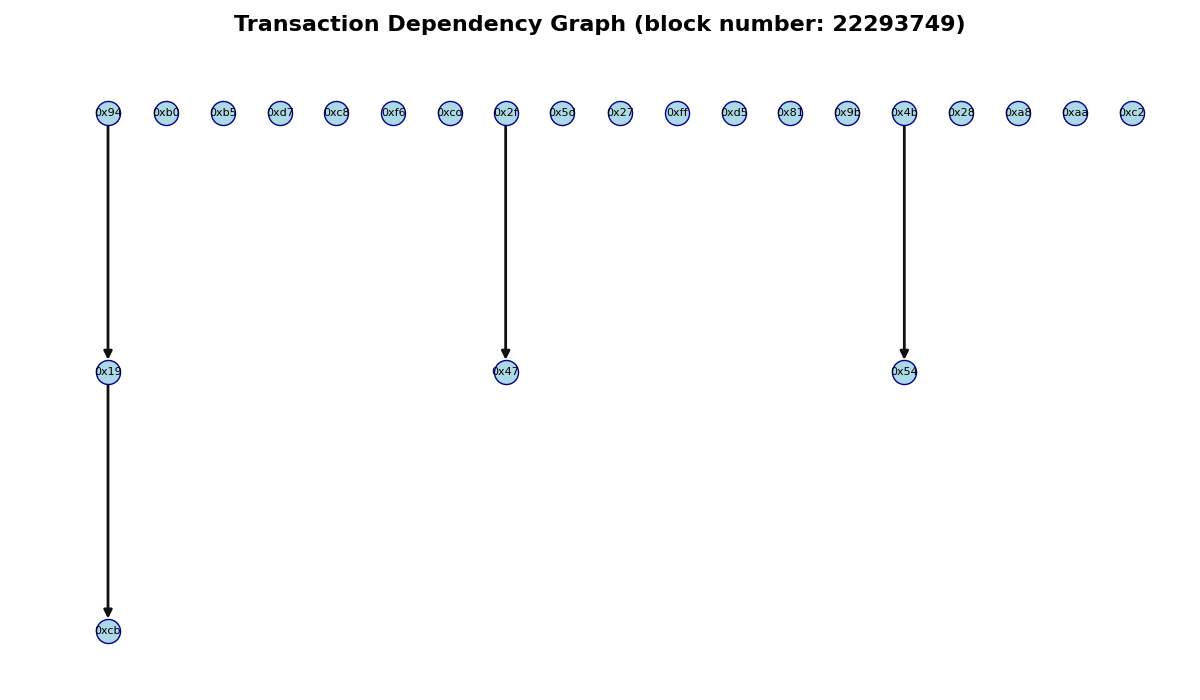 Transaction Dependency Graph (block number: 22293749)
0x94 0xb0 0xb5 0xd7 0xc8 0xf6 0xcd 0x2f 0x5d 0x27 0xff 0xd5 0x81 0x9b 0x4b 0x28 0xa8 0xaa 0xc2
0x19 0x47 0x54
0xcb